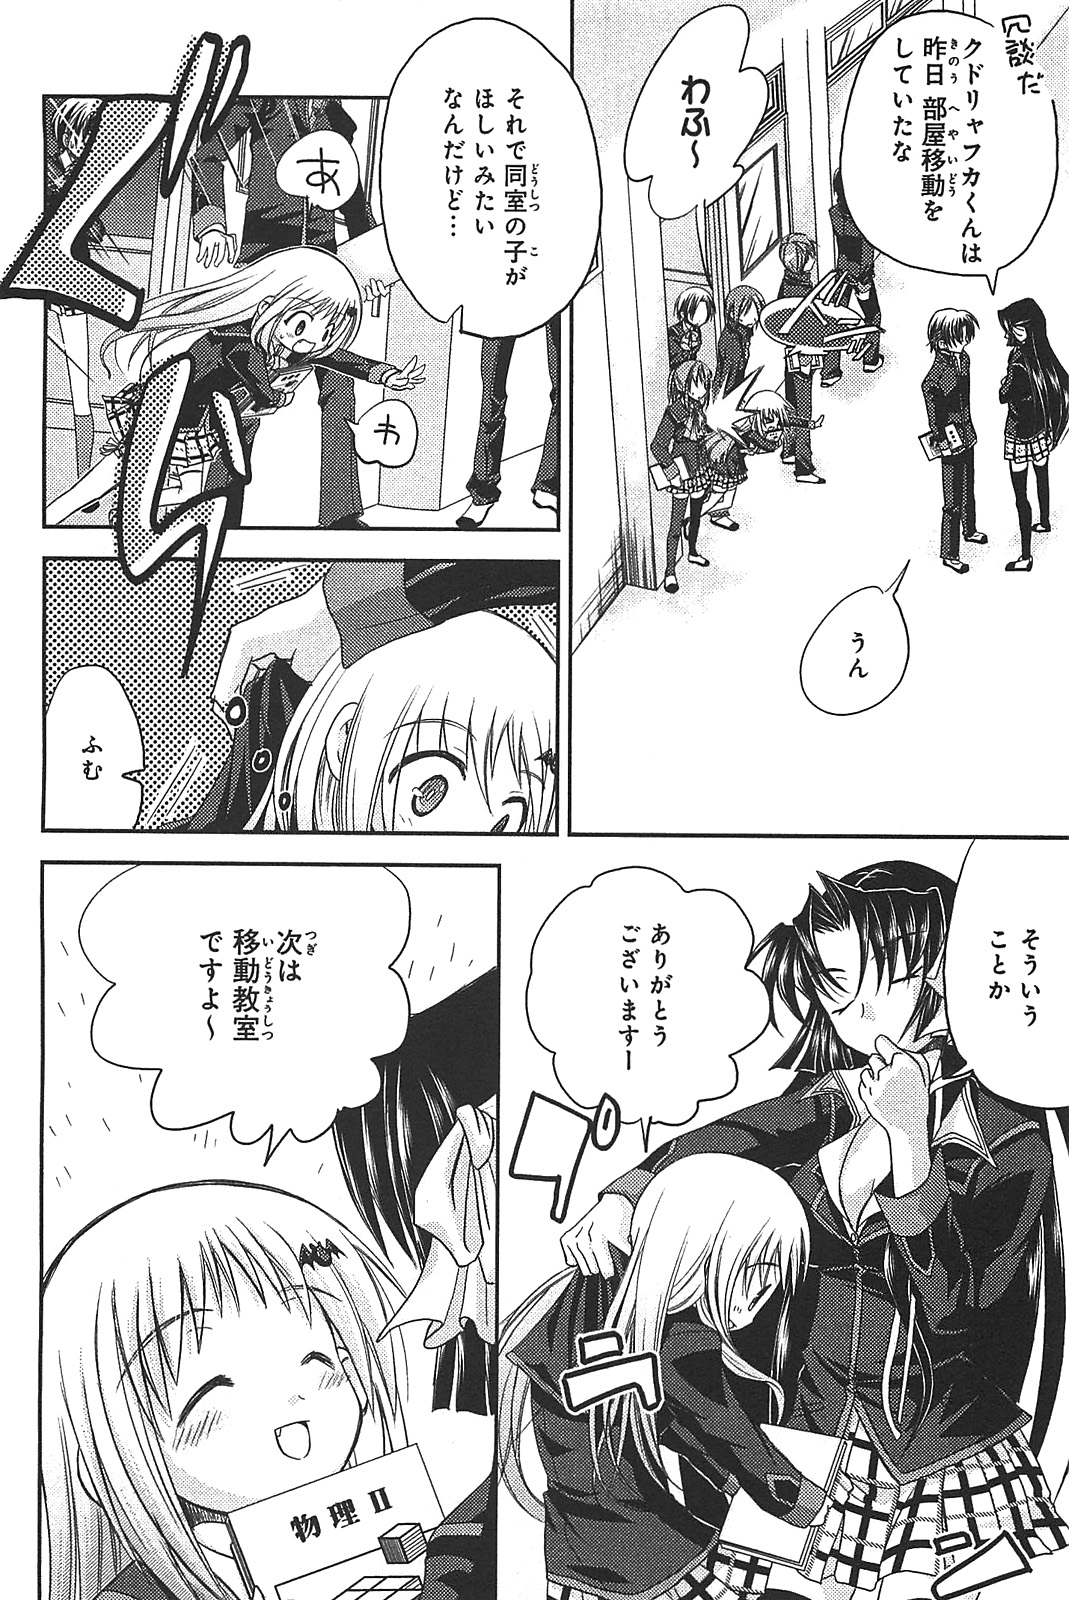 冗談だ
クドリャフカくんは
昨日 部屋移動を
していたな
わふ〜
うん
それで同室の子が
ほしいみたい
なんだけど…
あ
わ
ふむ
そういう
ことか
ありがとう
ございますー
次は
移動教室
ですよ〜
物理Ⅱ